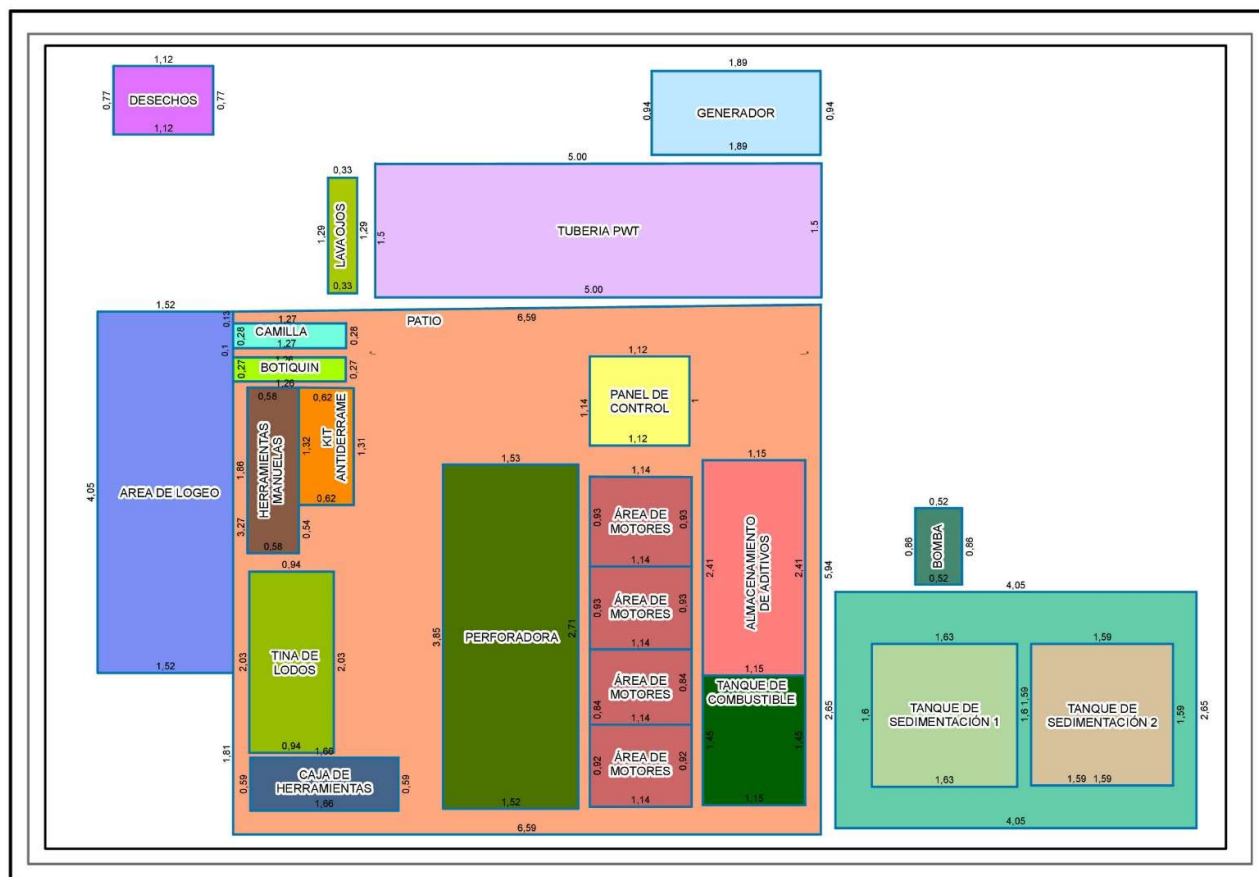 1,12
DESECHOS
0,77
0,77
1,12
1,89
GENERADOR
0,94
0,94
1,89
5.00
TUBERIA PWT
1.5
1.5
5.00
0,33
LAVA OJOS
1,29
1,29
0,33
1,52
AREA DE LOGEO
4,05
1,52
0,13
6,59
PATIO
1,27
CAMILLA
0,28
0,28
1,27
0,1
1,26
BOTIQUIN
0,27
0,27
1,26
0,58
HERRAMIENTAS
MANUELAS
1,86
1,32
0,54
0,58
3,27
0,62
KIT
ANTIDERRAME
1,31
0,62
1,12
PANEL DE
CONTROL
1,14
1
1,12
1,53
PERFORADORA
3,85
2,71
1,52
1,14
ÁREA DE
MOTORES
0,93
0,93
1,14
ÁREA DE
MOTORES
0,93
0,93
1,14
ÁREA DE
MOTORES
0,84
0,84
1,14
ÁREA DE
MOTORES
0,92
0,92
1,14
1,15
ALMACENAMIENTO
DE ADITIVOS
2,41
2,41
1,15
TANQUE DE
COMBUSTIBLE
1,45
1,45
1,15
5,94
0,94
TINA DE
LODOS
2,03
2,03
0,94
1,81
1,66
CAJA DE
HERRAMIENTAS
0,59
0,59
1,66
6,59
0,52
BOMBA
0,86
0,86
0,52
4,05
2,65
2,65
1,63
TANQUE DE
SEDIMENTACIÓN 1
1,6
1,6
1,63
1,59
TANQUE DE
SEDIMENTACIÓN 2
1,59
1,59
1,59
1,59
4,05